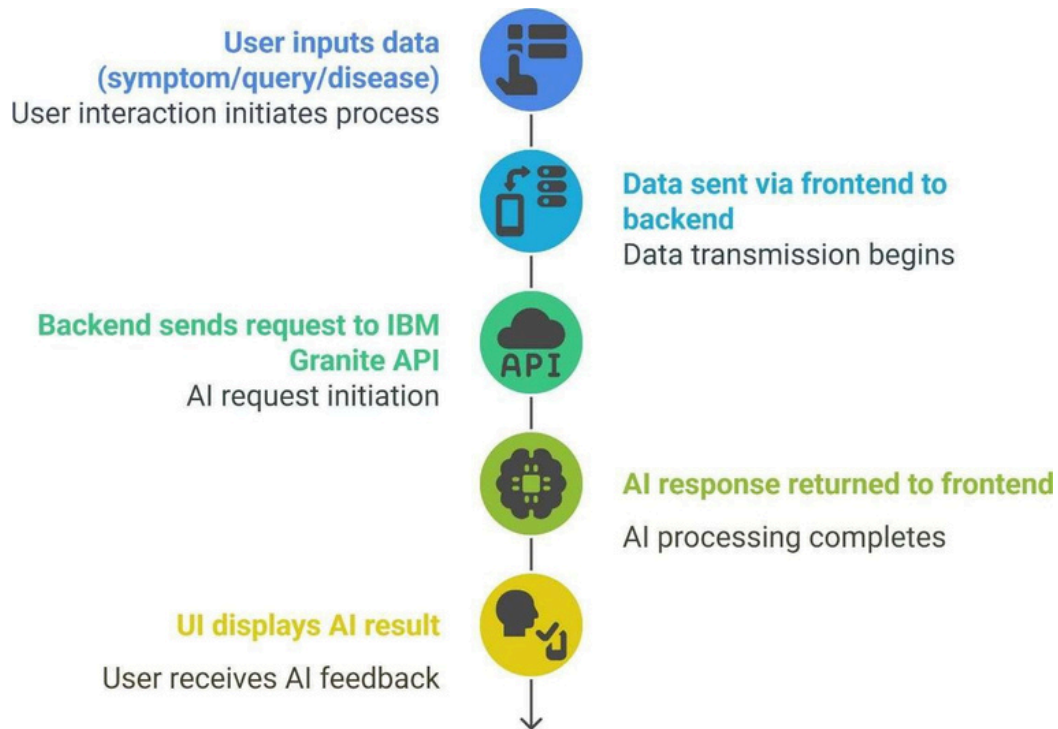 User inputs data
(symptom/query/disease)
User interaction initiates process
Data sent via frontend to
backend
Data transmission begins
Backend sends request to IBM
Granite API
AI request initiation
API
AI response returned to frontend
AI processing completes
UI displays AI result
User receives AI feedback